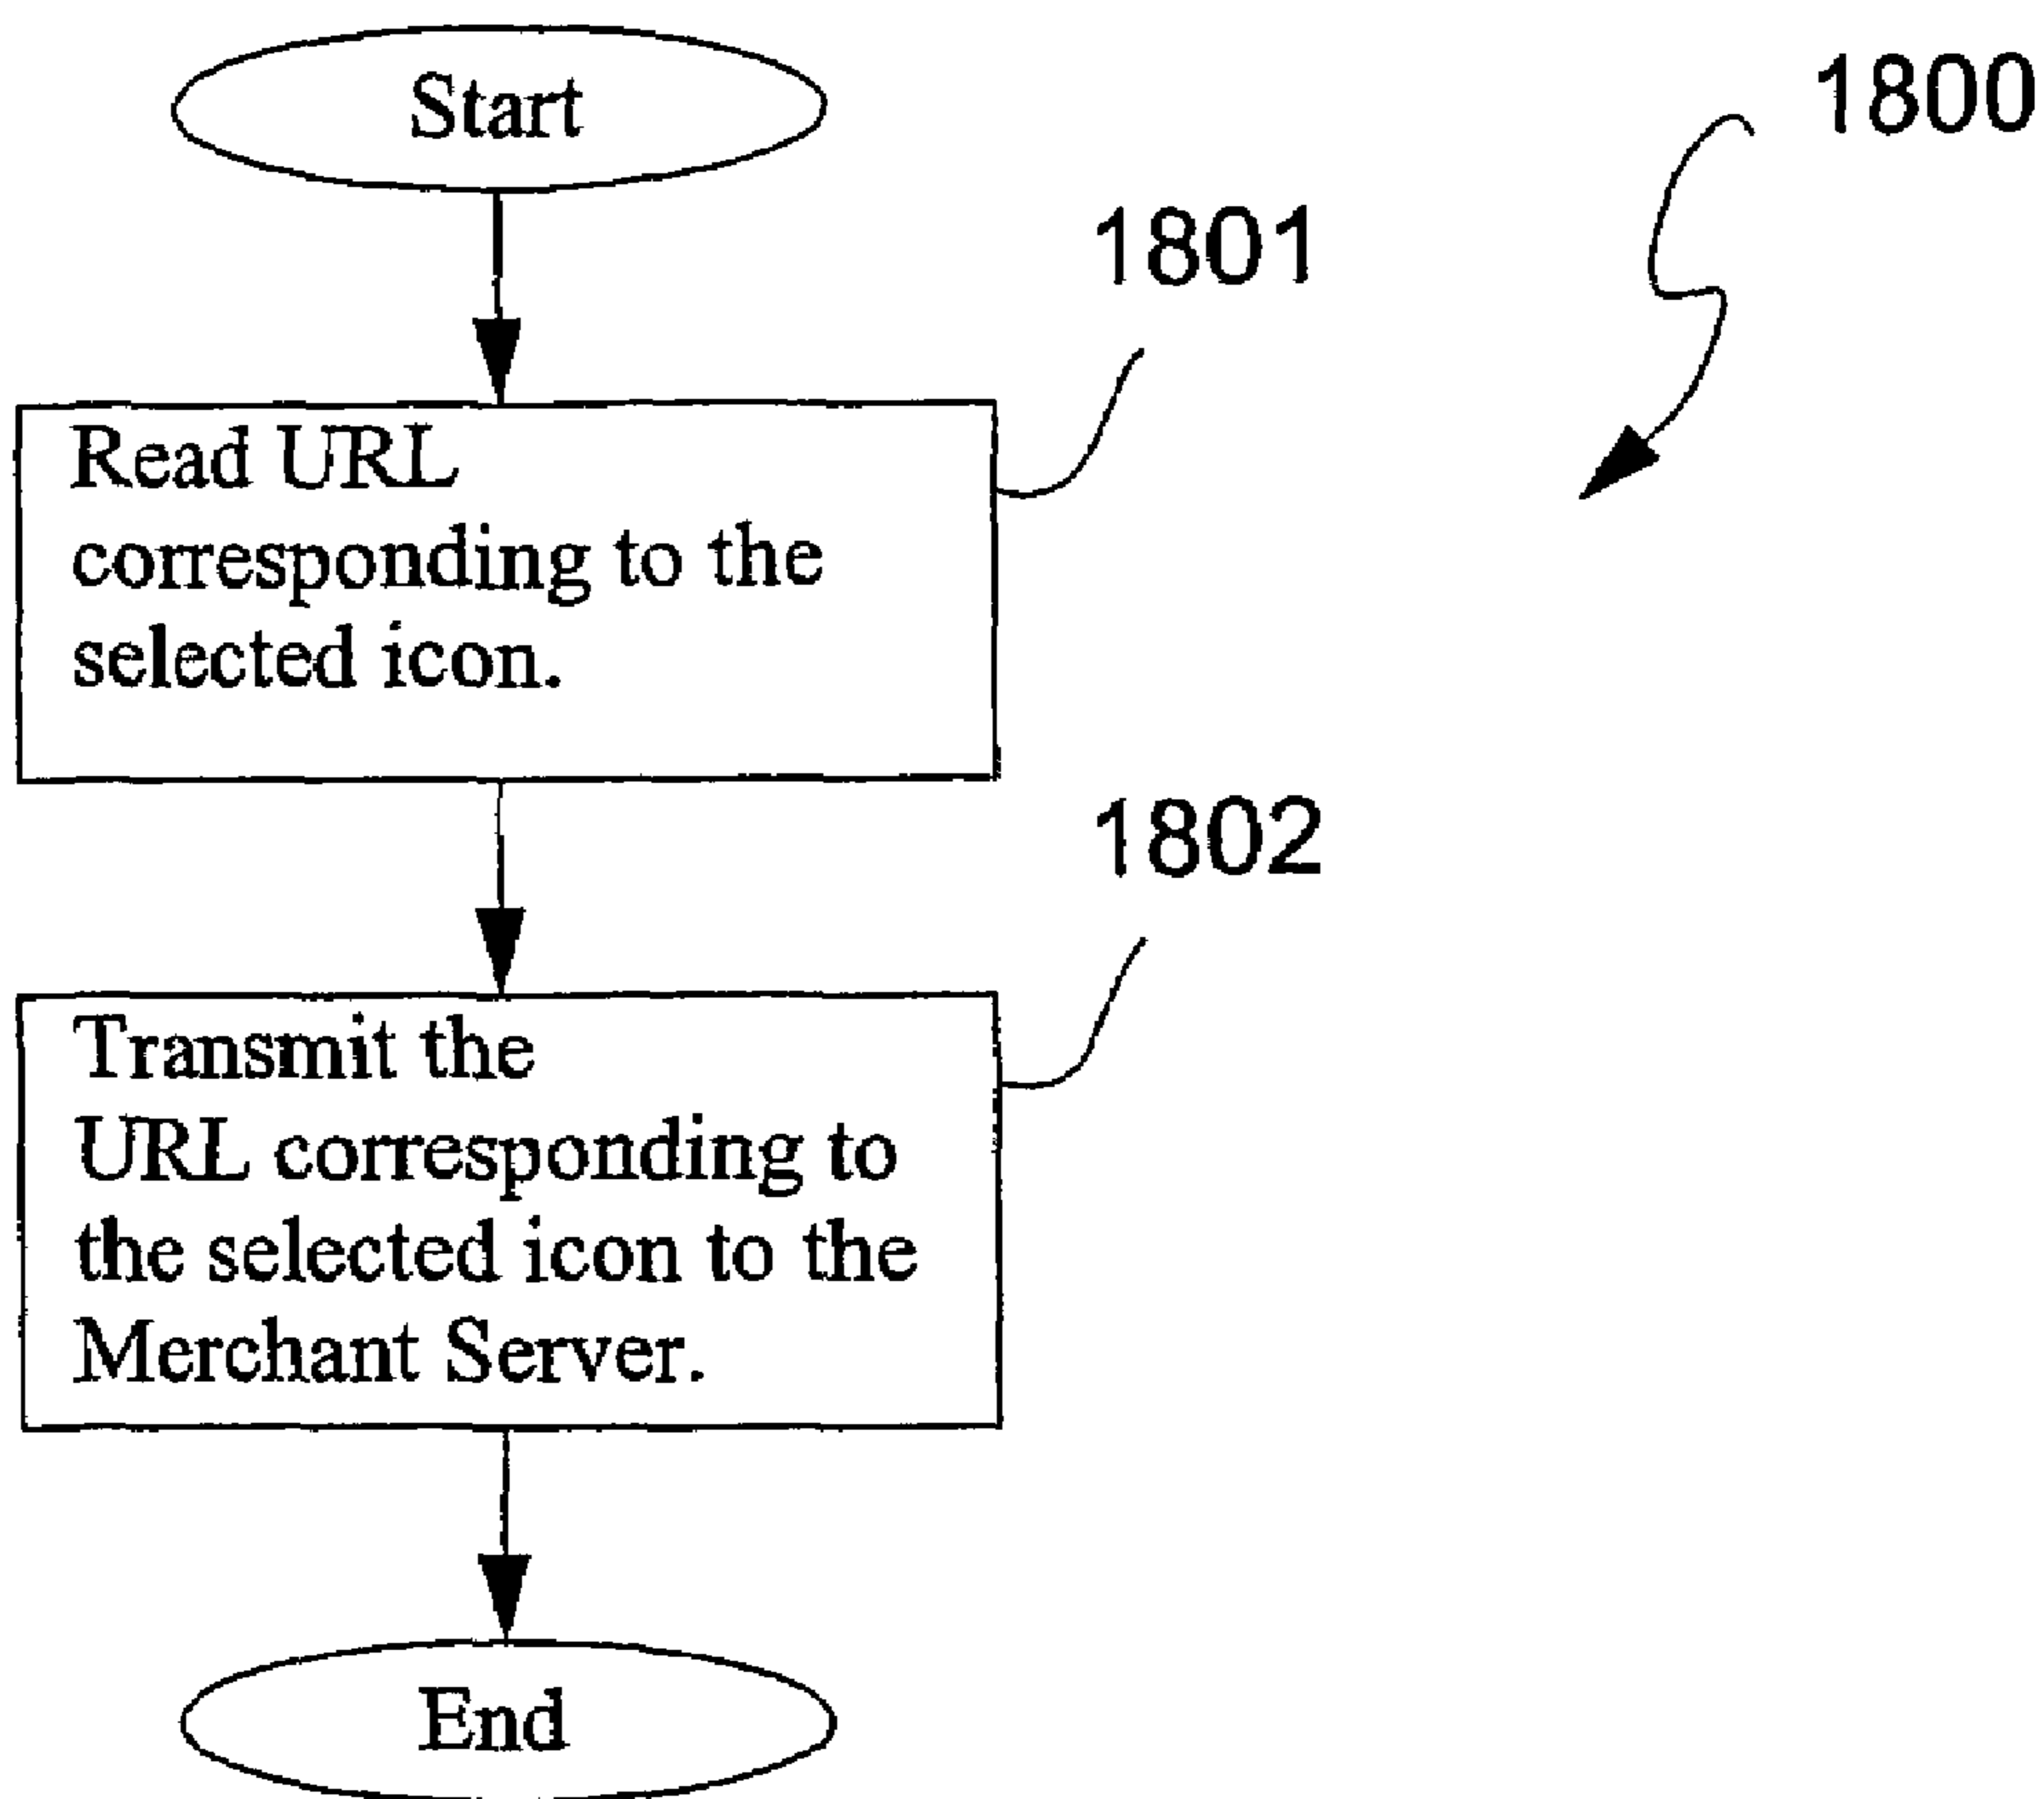 Start
1800
1801
Read URL
corresponding to the
selected icon.
1802
Transmit the
URL corresponding to
the selected icon to the
Merchant Server.
End